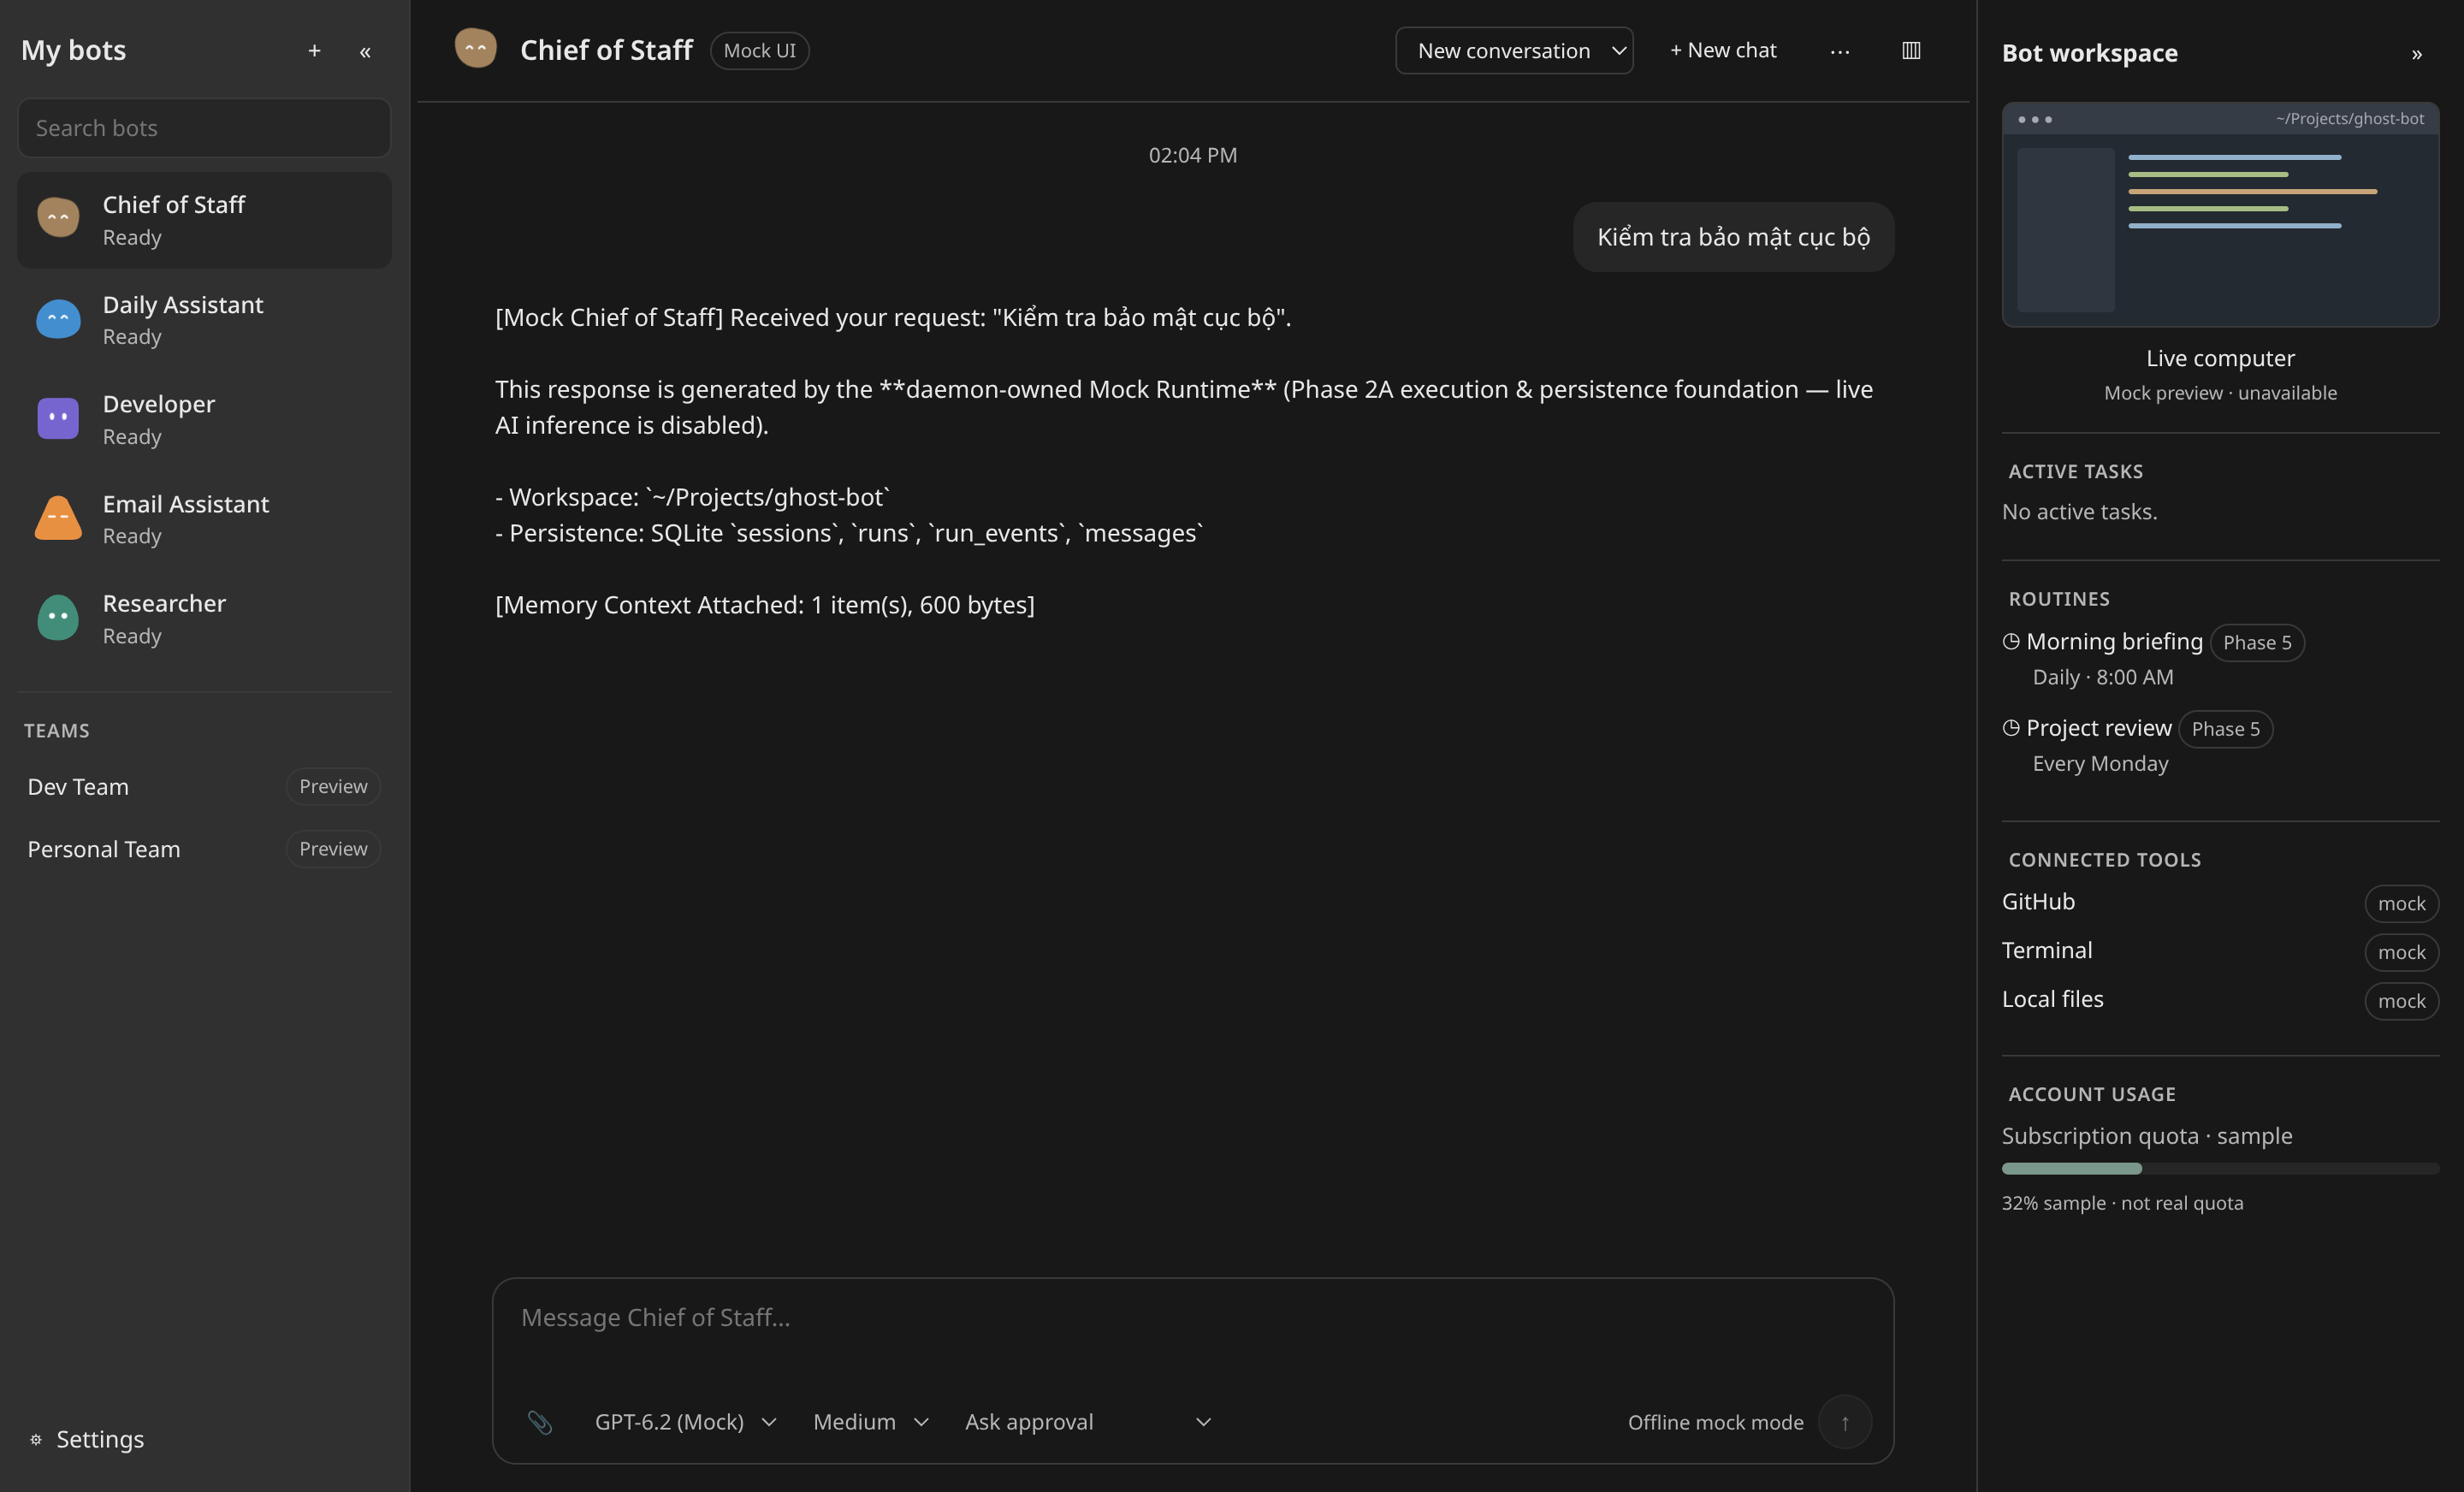 My bots
+
«
Search bots
Chief of Staff
Ready
Daily Assistant
Ready
Developer
Ready
Email Assistant
Ready
Researcher
Ready
TEAMS
Dev Team
Preview
Personal Team
Preview
Settings
Chief of Staff
Mock UI
New conversation
+ New chat
...
02:04 PM
Kiểm tra bảo mật cục bộ
[Mock Chief of Staff] Received your request: "Kiểm tra bảo mật cục bộ".
This response is generated by the **daemon-owned Mock Runtime** (Phase 2A execution & persistence foundation — live
AI inference is disabled).
- Workspace: `~/Projects/ghost-bot`
- Persistence: SQLite `sessions`, `runs`, `run_events`, `messages`
[Memory Context Attached: 1 item(s), 600 bytes]
Message Chief of Staff...
GPT-6.2 (Mock)
Medium
Ask approval
Offline mock mode
↑
Bot workspace
»
~/Projects/ghost-bot
Live computer
Mock preview · unavailable
ACTIVE TASKS
No active tasks.
ROUTINES
Morning briefing
Phase 5
Daily · 8:00 AM
Project review
Phase 5
Every Monday
CONNECTED TOOLS
GitHub
mock
Terminal
mock
Local files
mock
ACCOUNT USAGE
Subscription quota · sample
32% sample · not real quota